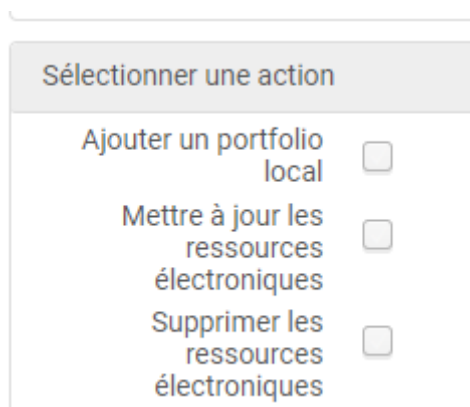 Sélectionner une action
Ajouter un portfolio
local
Mettre à jour les
ressources
électroniques
Supprimer les
ressources
électroniques